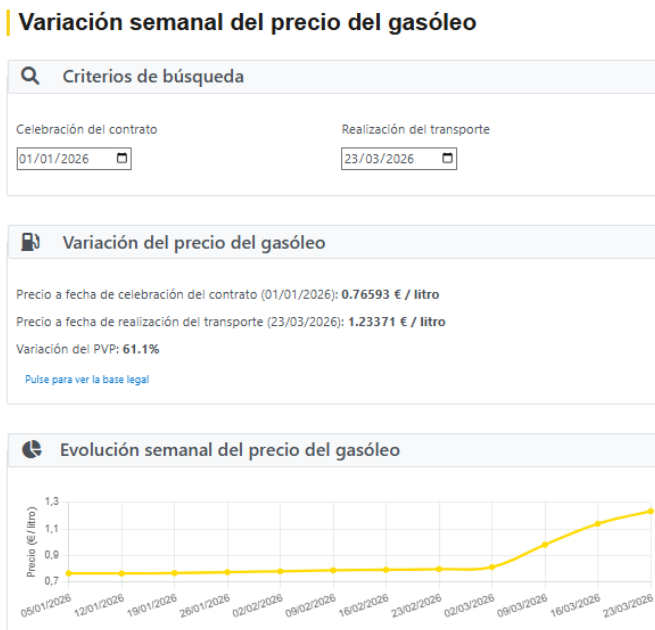 Variación semanal del precio del gasóleo
Criterios de búsqueda
Celebración del contrato
Realización del transporte
01/01/2026
23/03/2026
Variación del precio del gasóleo
Precio a fecha de celebración del contrato (01/01/2026): 0.76593 € / litro
Precio a fecha de realización del transporte (23/03/2026): 1.23371 € / litro
Variación del PVP: 61.1%
Pulse para ver la base legal
Evolución semanal del precio del gasóleo
Precio (€ / litro)
1,3
1,1
0,9
0,7
05/01/2026
12/01/2026
19/01/2026
26/01/2026
02/02/2026
09/02/2026
16/02/2026
23/02/2026
02/03/2026
09/03/2026
16/03/2026
23/03/2026